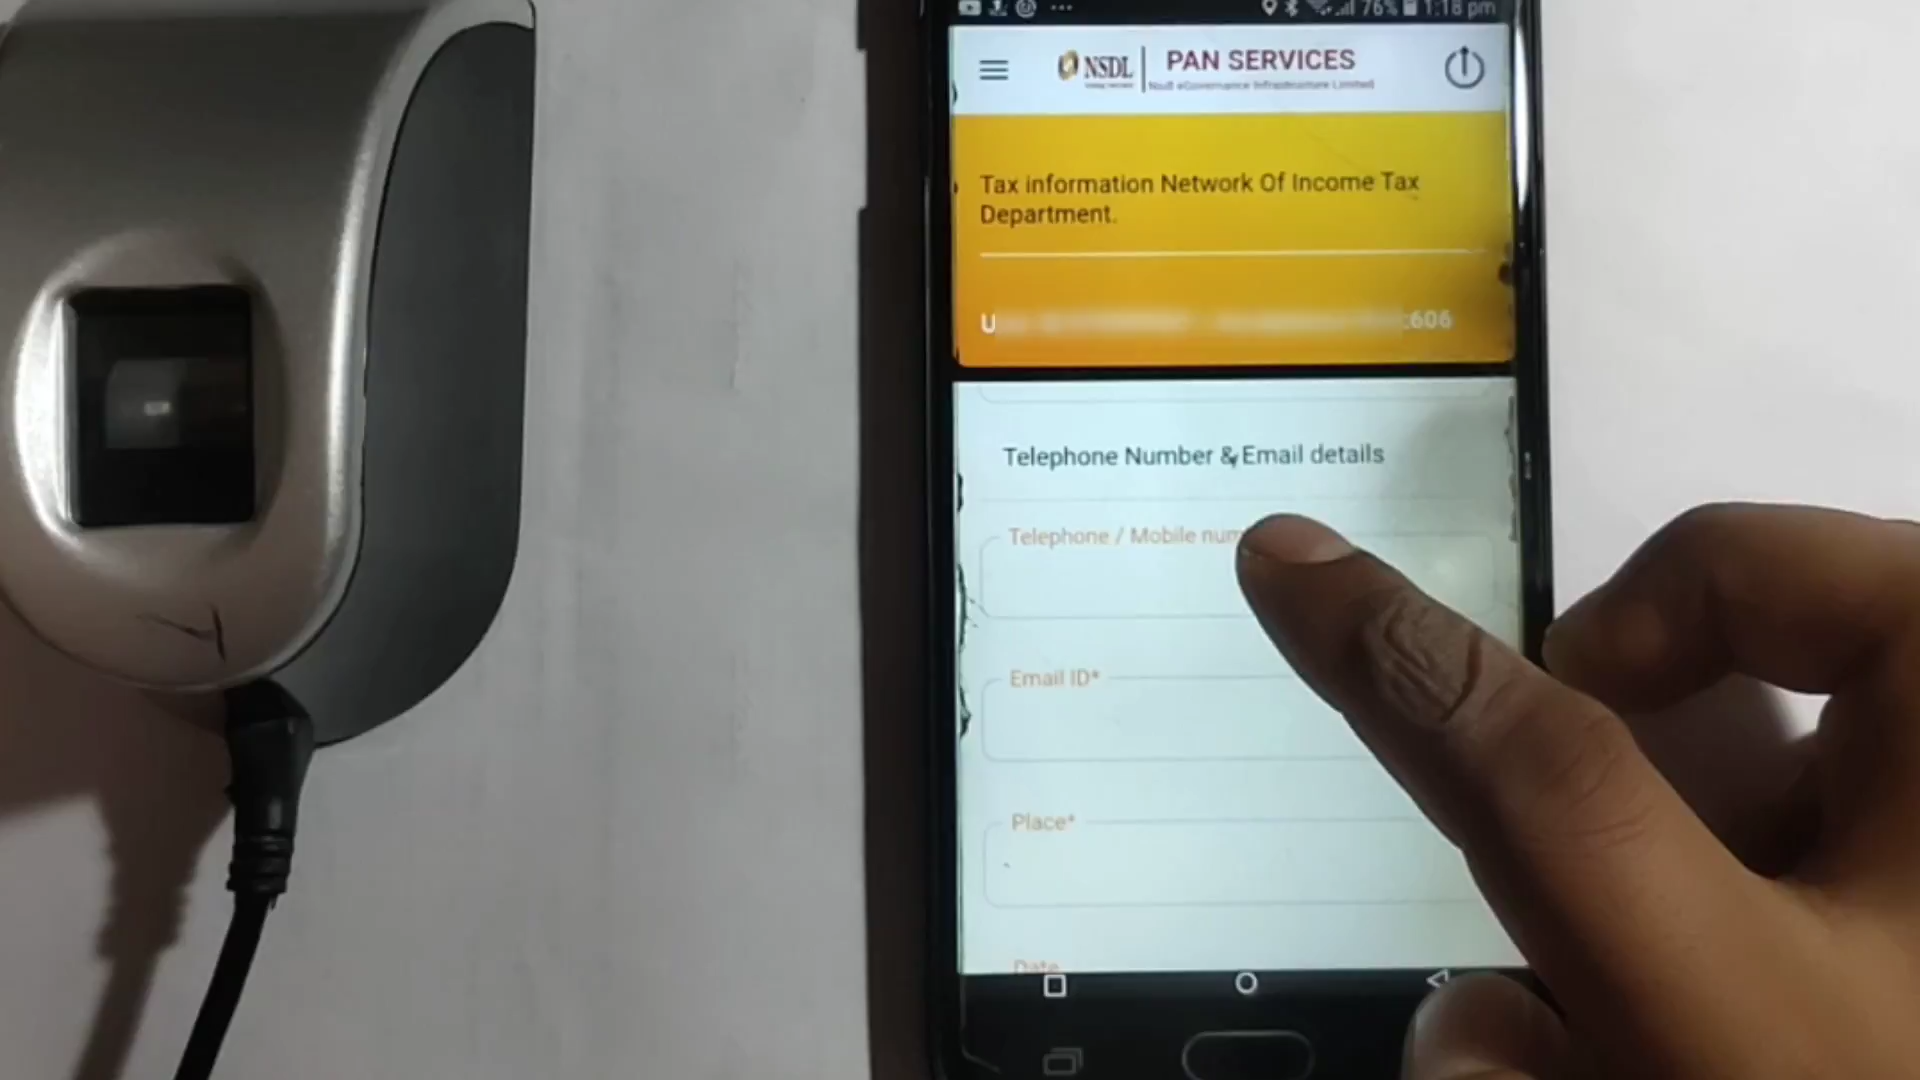 76% 1:18 pm
NSDL
PAN SERVICES
Nsdl eGovernance Infrastructure Limited
Tax information Network Of Income Tax
Department.
U
:606
Telephone Number & Email details
Telephone / Mobile num
Email ID*
Place*
Date